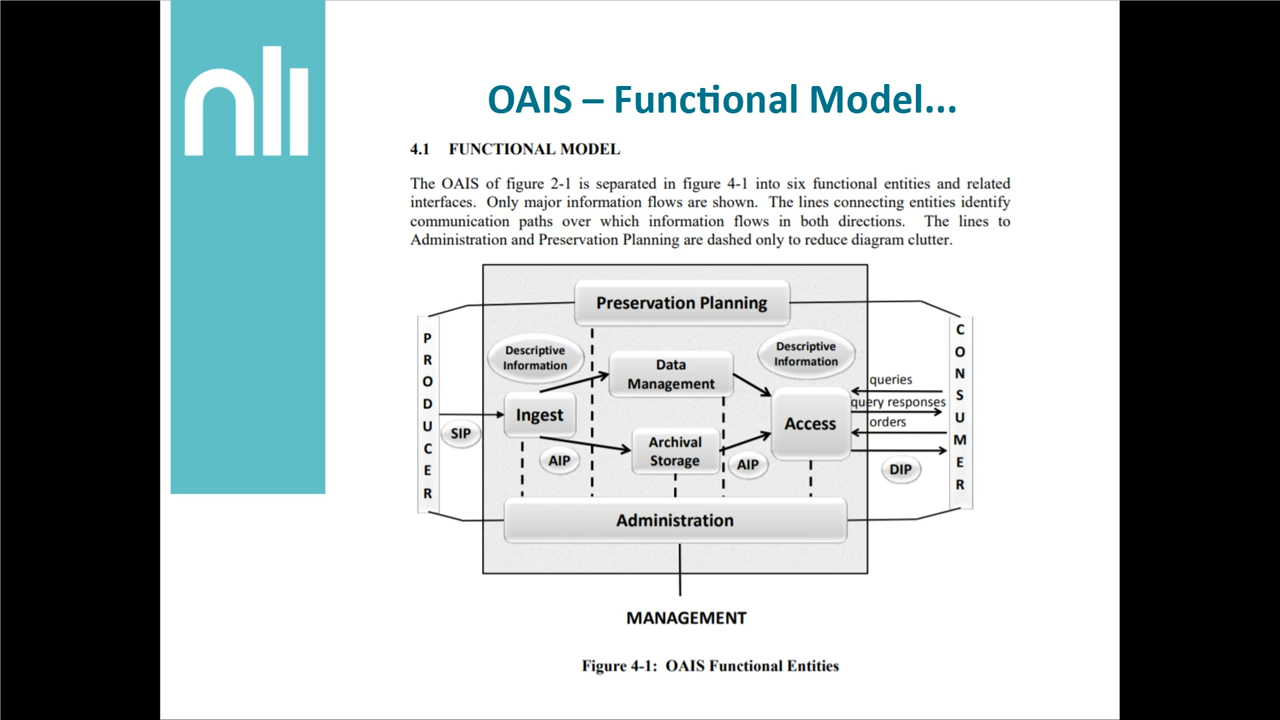 nli
OAIS – Functional Model...
4.1 FUNCTIONAL MODEL
The OAIS of figure 2-1 is separated in figure 4-1 into six functional entities and related
interfaces. Only major information flows are shown. The lines connecting entities identify
communication paths over which information flows in both directions. The lines to
Administration and Preservation Planning are dashed only to reduce diagram clutter.
Preservation Planning
PRODUCER
CONSUMER
Descriptive
Information
Data
Management
Descriptive
Information
queries
query responses
orders
Ingest
Access
SIP
Archival
Storage
AIP
AIP
DIP
Administration
MANAGEMENT
Figure 4-1: OAIS Functional Entities